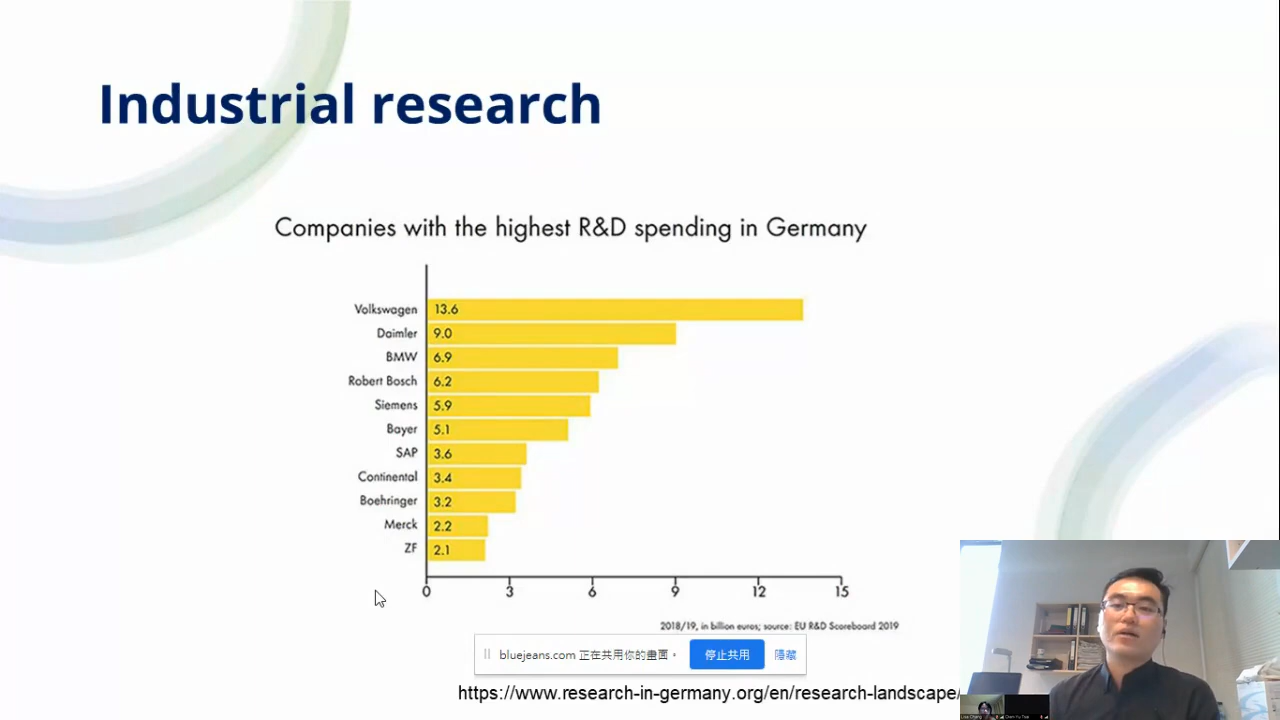 Industrial research
Companies with the highest R&D spending in Germany
Volkswagen 13.6
Daimler 9.0
BMW 6.9
Robert Bosch 6.2
Siemens 5.9
Bayer 5.1
SAP 3.6
Continental 3.4
Boehringer 3.2
Merck 2.2
ZF 2.1
0 3 6 9 12 15
2018/19, in billion euros; source: EU R&D Scoreboard 2019
bluejeans.com 正在共用你的畫面。 停止共用 隱藏
https://www.research-in-germany.org/en/research-landscape/